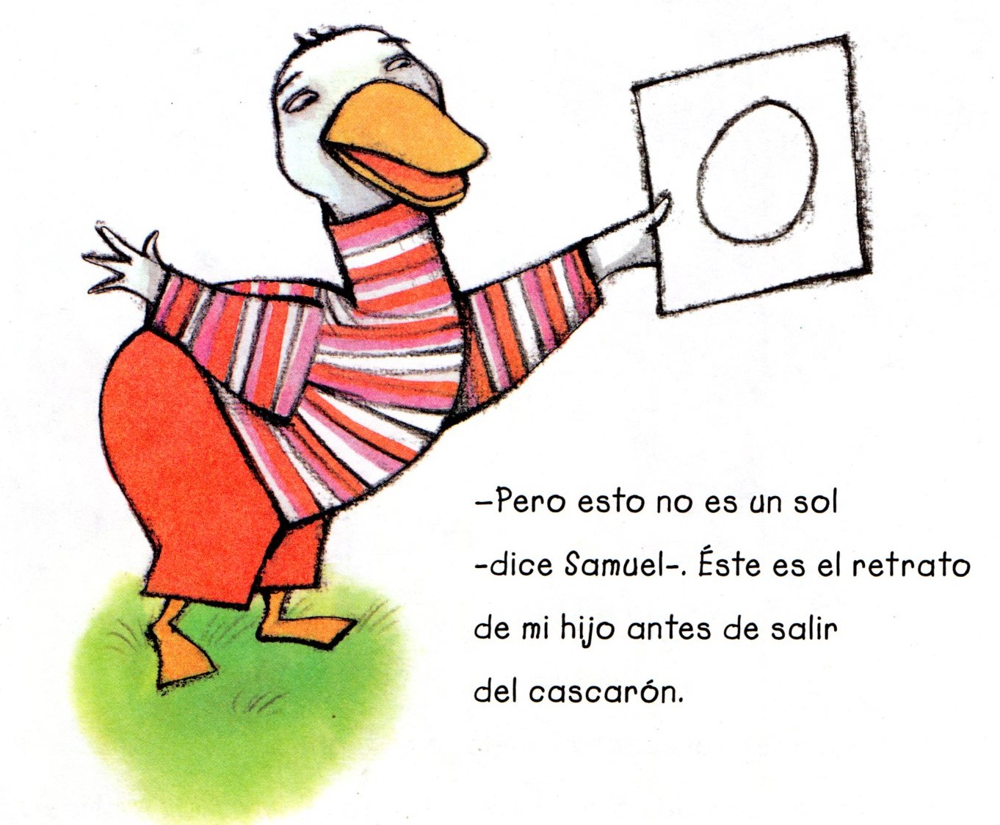 –Pero esto no es un sol
–dice Samuel–. Éste es el retrato
de mi hijo antes de salir
del cascarón.